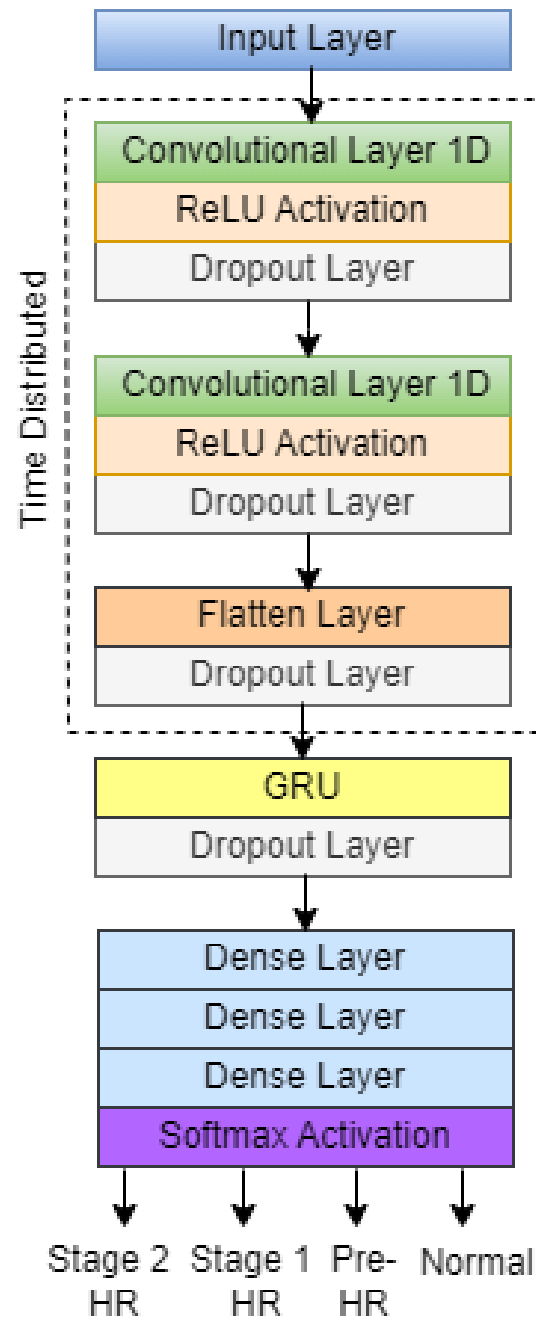 Input Layer
Convolutional Layer 1D
ReLU Activation
Dropout Layer
Time Distributed
Convolutional Layer 1D
ReLU Activation
Dropout Layer
Flatten Layer
Dropout Layer
GRU
Dropout Layer
Dense Layer
Dense Layer
Dense Layer
Softmax Activation
Stage 2
HR
Stage 1
HR
Pre-
HR
Normal